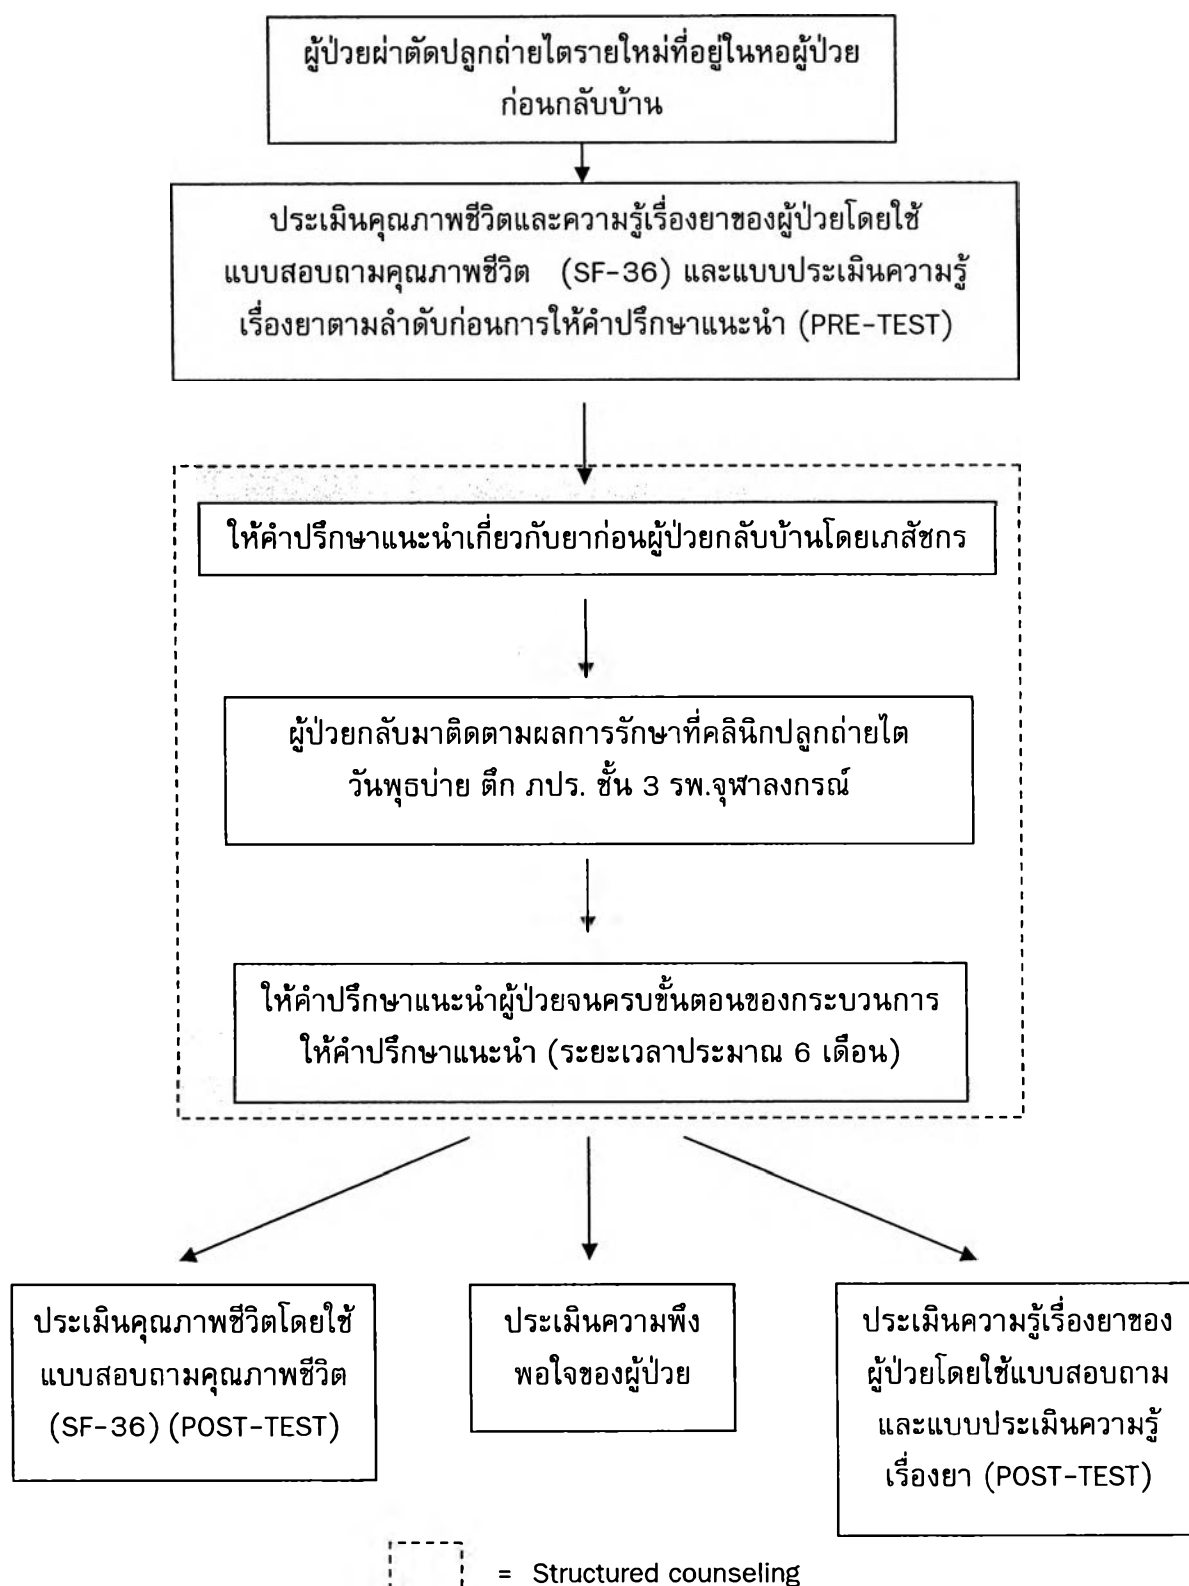 ผู้ป่วยผ่าตัดปลูกถ่ายไตรายใหม่ที่อยู่ในหอผู้ป่วย
ก่อนกลับบ้าน
ประเมินคุณภาพชีวิตและความรู้เรื่องยาของผู้ป่วยโดยใช้
แบบสอบถามคุณภาพชีวิต (SF-36) และแบบประเมินความรู้
เรื่องยาตามลำดับก่อนการให้คำปรึกษาแนะนำ (PRE-TEST)
ให้คำปรึกษาแนะนำเกี่ยวกับยาก่อนผู้ป่วยกลับบ้านโดยเภสัชกร
ผู้ป่วยกลับมาติดตามผลการรักษาที่คลินิกปลูกถ่ายไต
วันพุธบ่าย ตึก ภปร. ชั้น 3 รพ.จุฬาลงกรณ์
ให้คำปรึกษาแนะนำผู้ป่วยจนครบขั้นตอนของกระบวนการ
ให้คำปรึกษาแนะนำ (ระยะเวลาประมาณ 6 เดือน)
ประเมินคุณภาพชีวิตโดยใช้
แบบสอบถามคุณภาพชีวิต
(SF-36) (POST-TEST)
ประเมินความพึง
พอใจของผู้ป่วย
ประเมินความรู้เรื่องยาของ
ผู้ป่วยโดยใช้แบบสอบถาม
และแบบประเมินความรู้
เรื่องยา (POST-TEST)
= Structured counseling